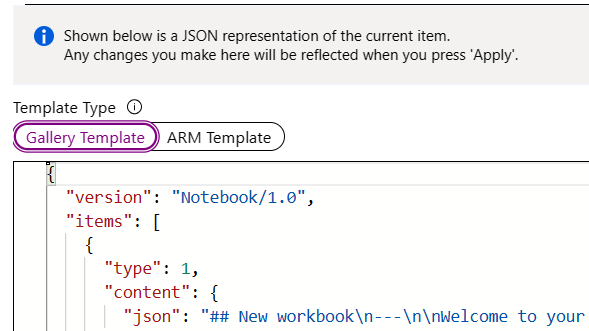 Shown below is a JSON representation of the current item.
Any changes you make here will be reflected when you press 'Apply'.
Template Type
Gallery Template ARM Template
{
"version": "Notebook/1.0",
"items": [
{
"type": 1,
"content": {
"json": "## New workbook\n---\n\nWelcome to your